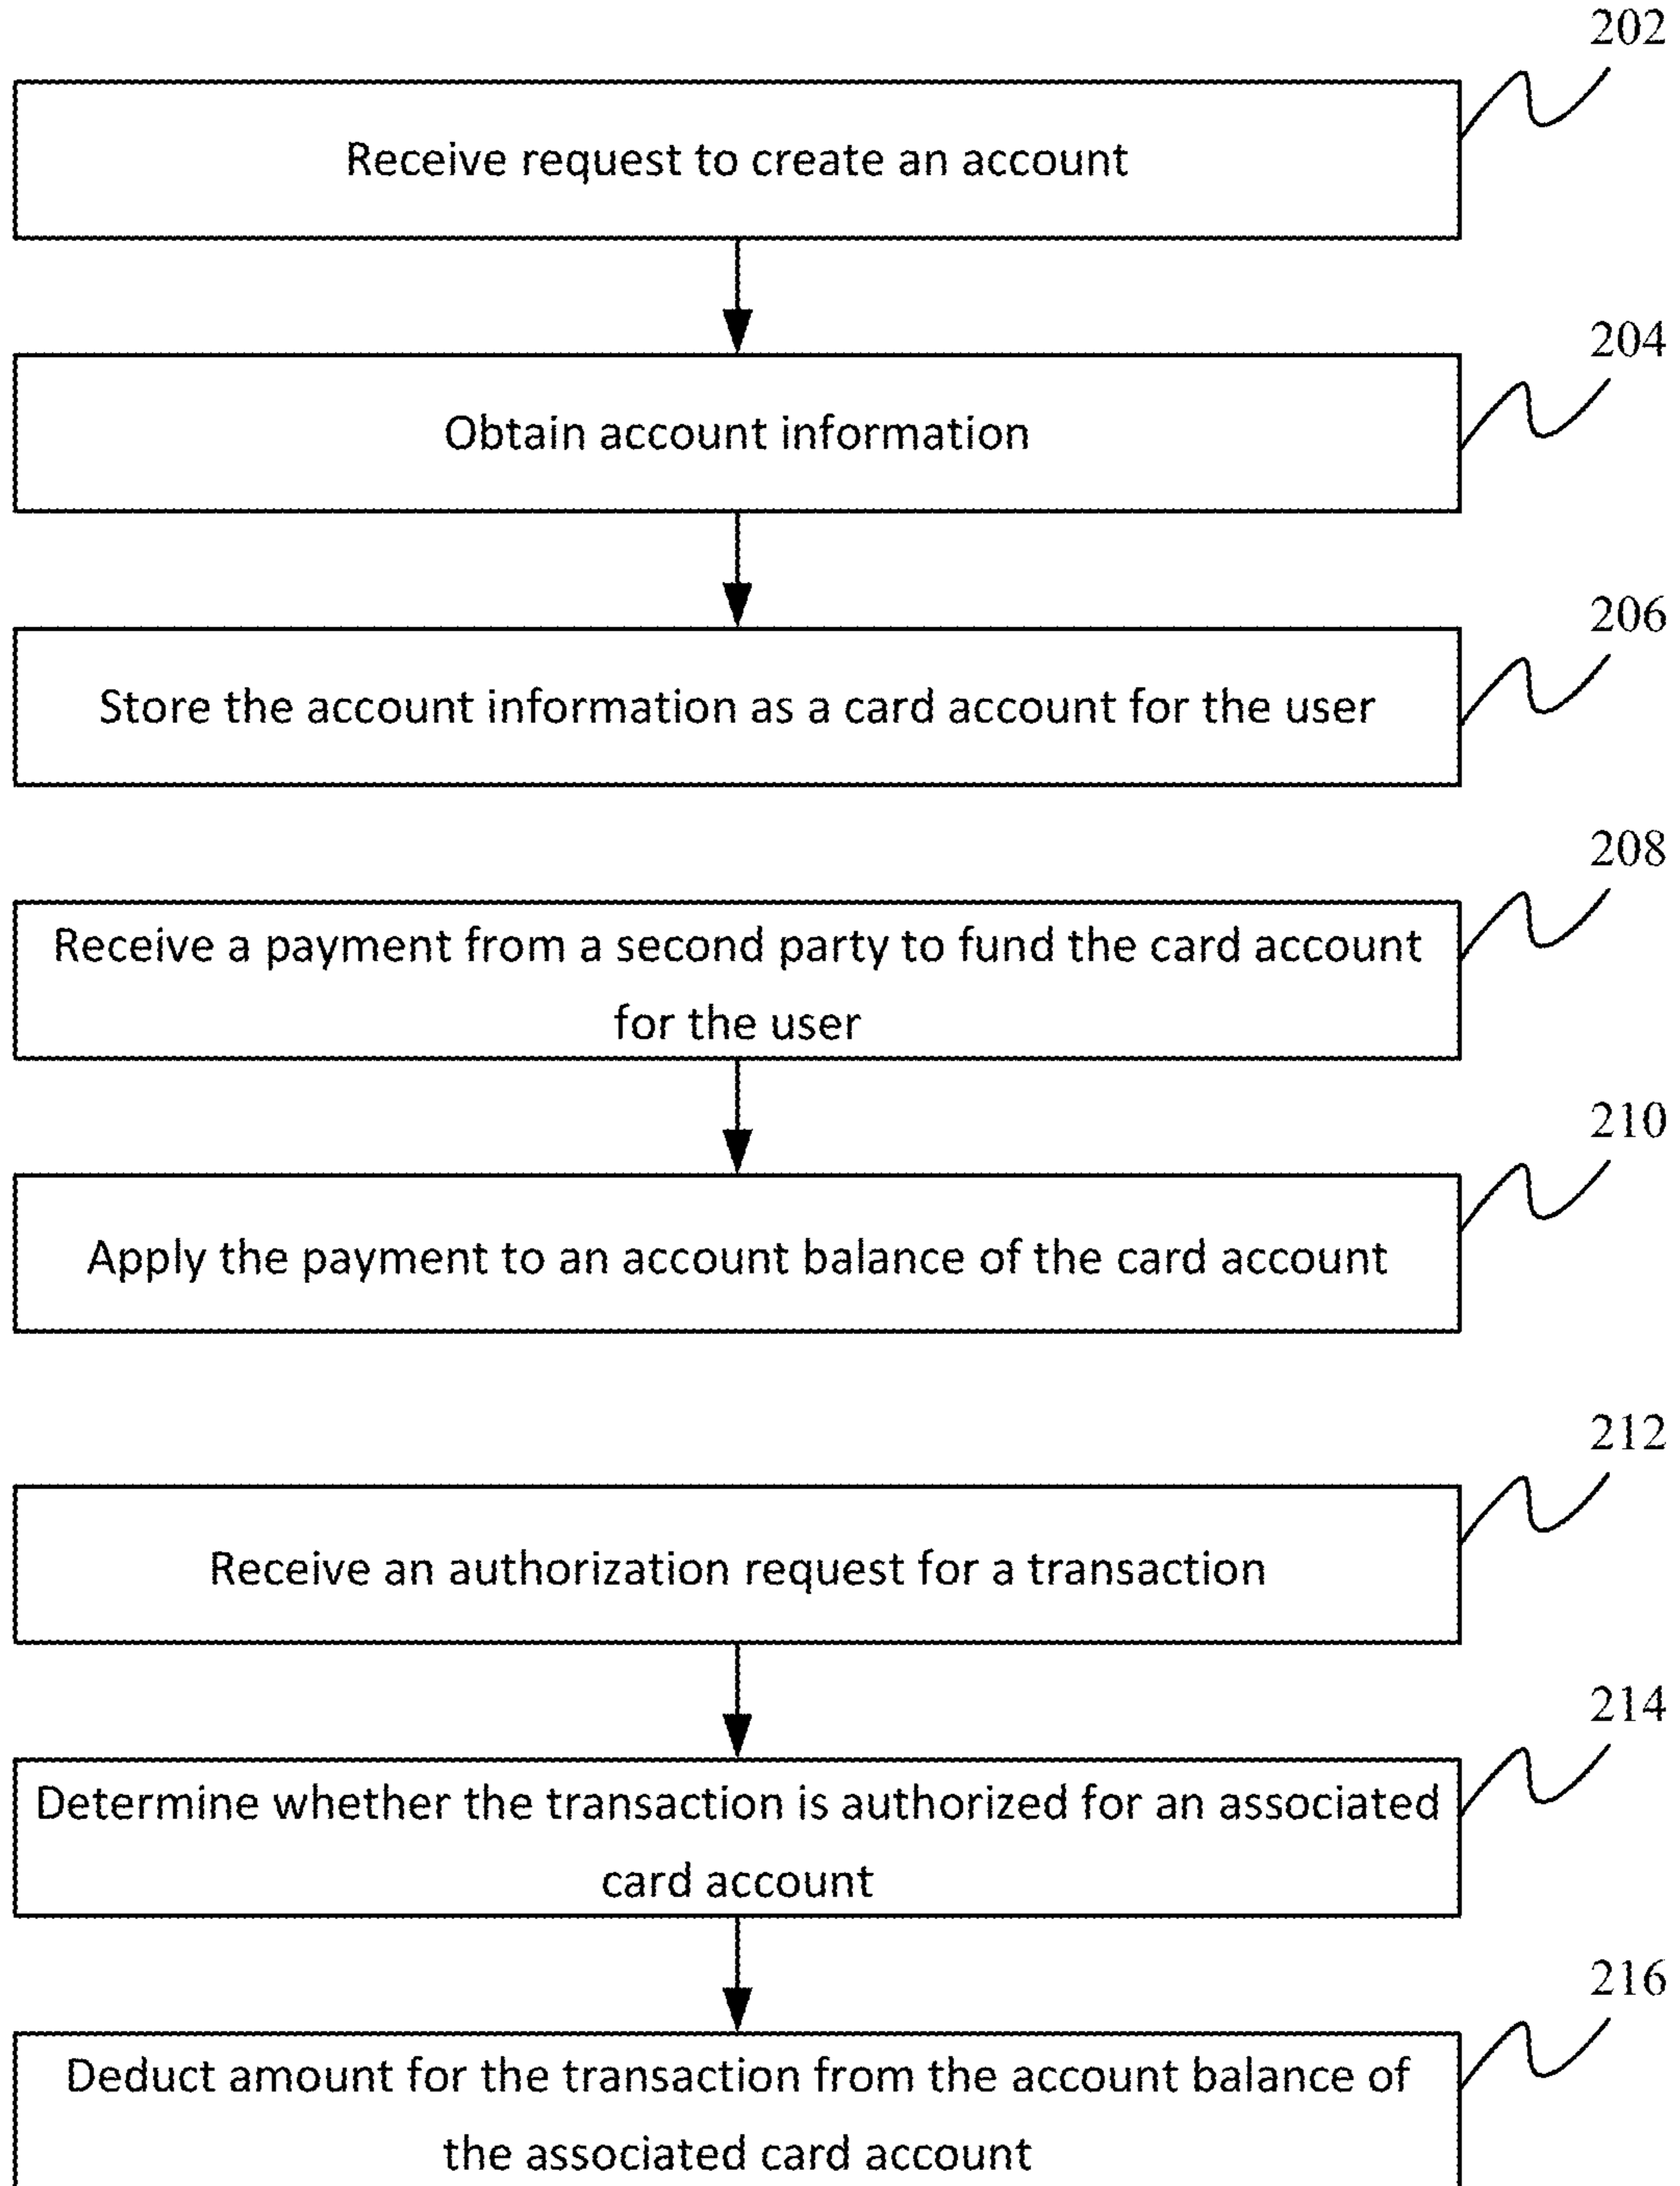 202
Receive request to create an account
204
Obtain account information
206
Store the account information as a card account for the user
208
Receive a payment from a second party to fund the card account
for the user
210
Apply the payment to an account balance of the card account
212
Receive an authorization request for a transaction
214
Determine whether the transaction is authorized for an associated
card account
216
Deduct amount for the transaction from the account balance of
the associated card account